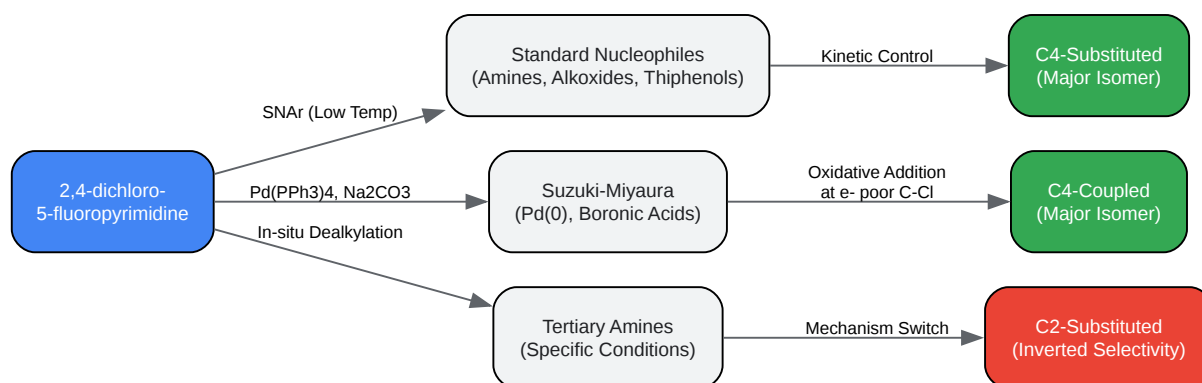 2,4-dichloro-
5-fluoropyrimidine
SNAr (Low Temp)
Standard Nucleophiles
(Amines, Alkoxides, Thiphenols)
Kinetic Control
C4-Substituted
(Major Isomer)
Pd(PPh3)4, Na2CO3
Suzuki-Miyaura
(Pd(0), Boronic Acids)
Oxidative Addition
at e- poor C-Cl
C4-Coupled
(Major Isomer)
In-situ Dealkylation
Tertiary Amines
(Specific Conditions)
Mechanism Switch
C2-Substituted
(Inverted Selectivity)